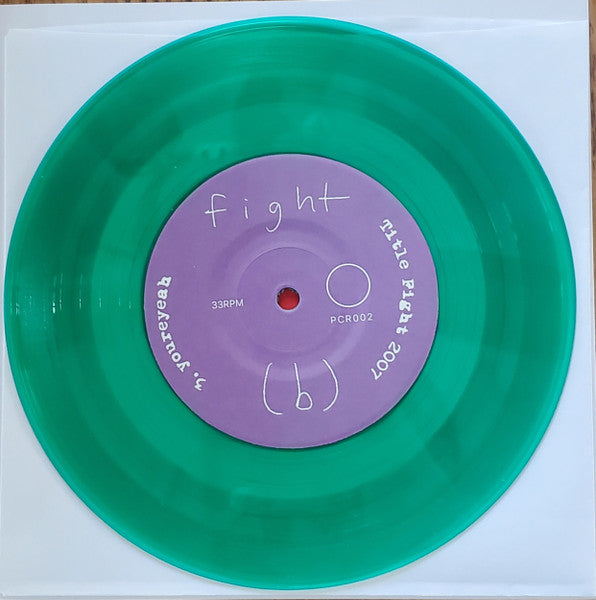 fight
Title Fight 2007
33RPM
PCR002
3. youreyeah
(b)